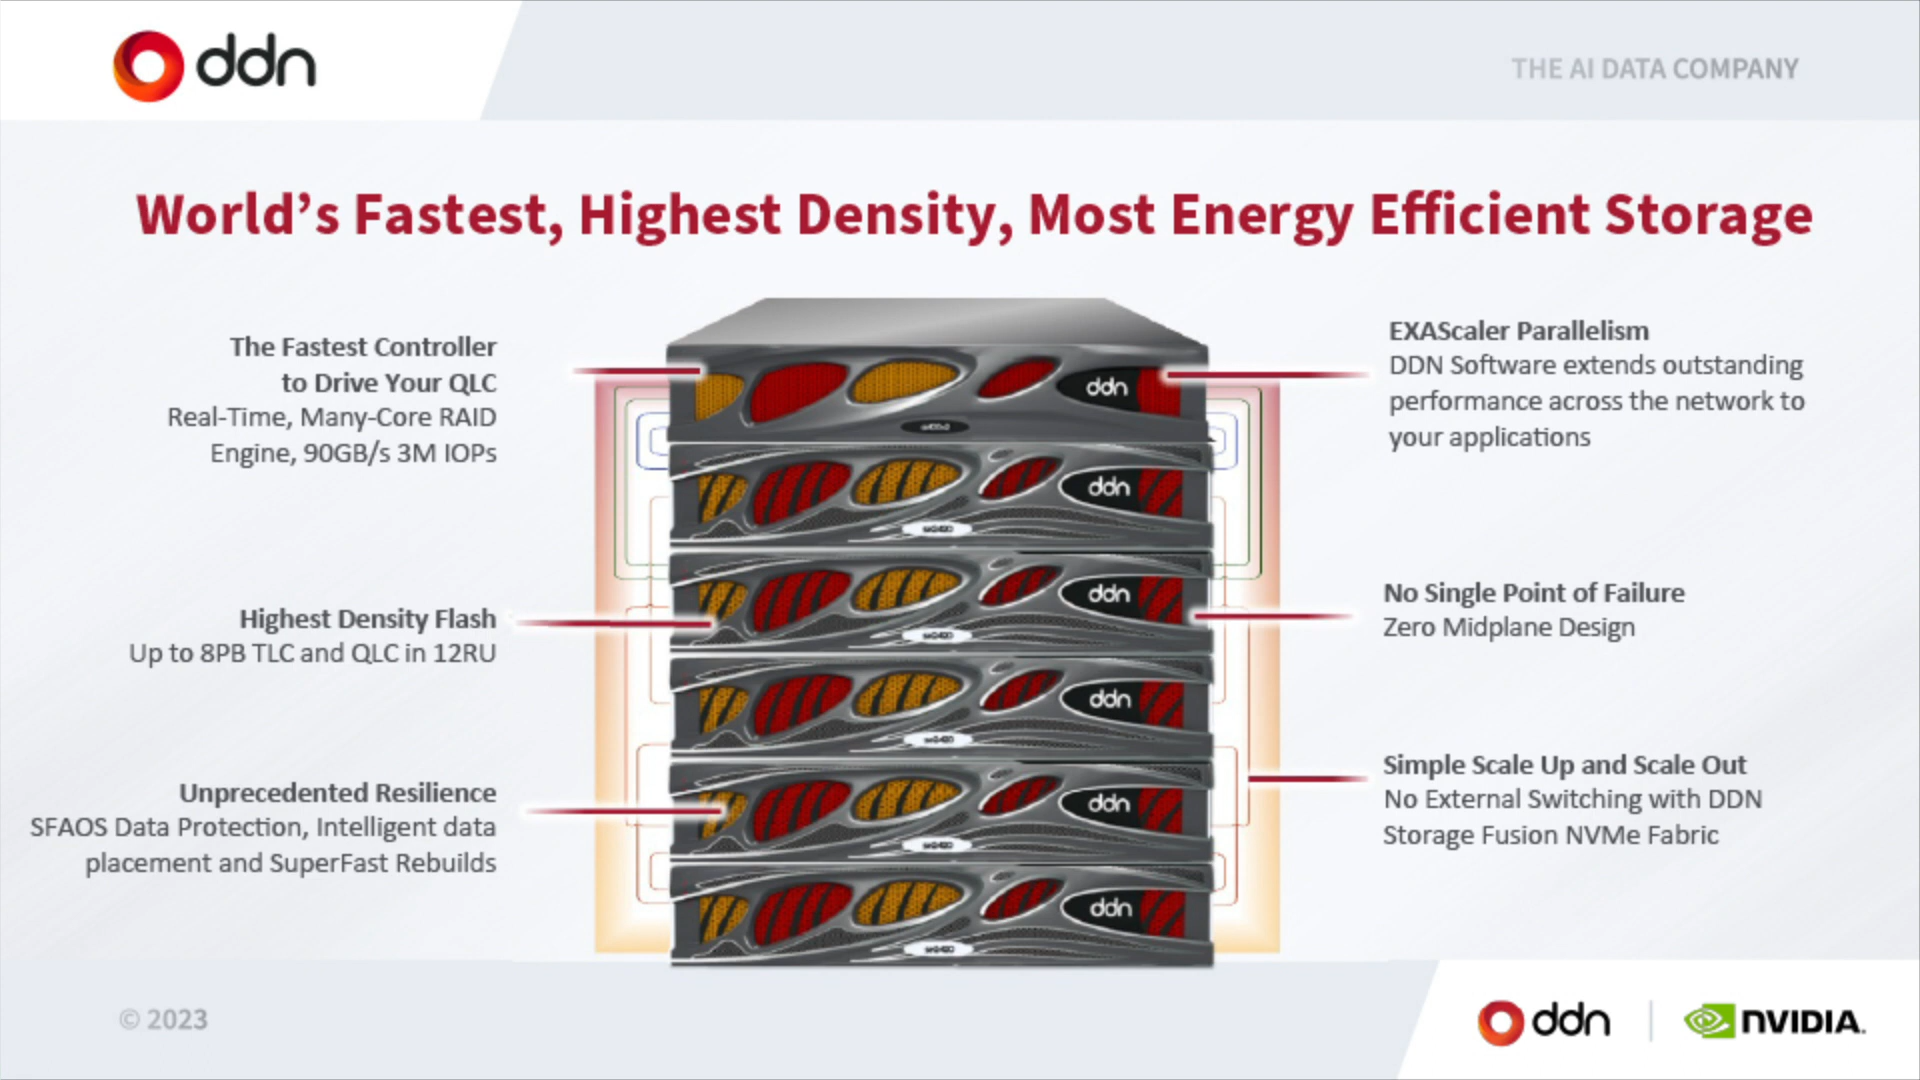 ddn
THE AI DATA COMPANY
World's Fastest, Highest Density, Most Energy Efficient Storage
The Fastest Controller
to Drive Your QLC
Real-Time, Many-Core RAID
Engine, 90GB/s 3M IOPs
Highest Density Flash
Up to 8PB TLC and QLC in 12RU
Unprecedented Resilience
SFAOS Data Protection, Intelligent data
placement and SuperFast Rebuilds
ddn
ddn
ddn
ddn
ddn
ddn
EXAScaler Parallelism
DDN Software extends outstanding
performance across the network to
your applications
No Single Point of Failure
Zero Midplane Design
Simple Scale Up and Scale Out
No External Switching with DDN
Storage Fusion NVMe Fabric
© 2023
ddn
NVIDIA.